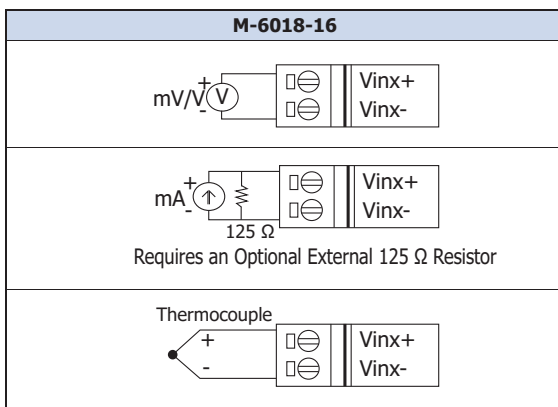 M-6018-16
+
mV/V V
-
Vinx+
Vinx-
+
mA
-
125 Ω
Vinx+
Vinx-
Requires an Optional External 125 Ω Resistor
Thermocouple
+
-
Vinx+
Vinx-